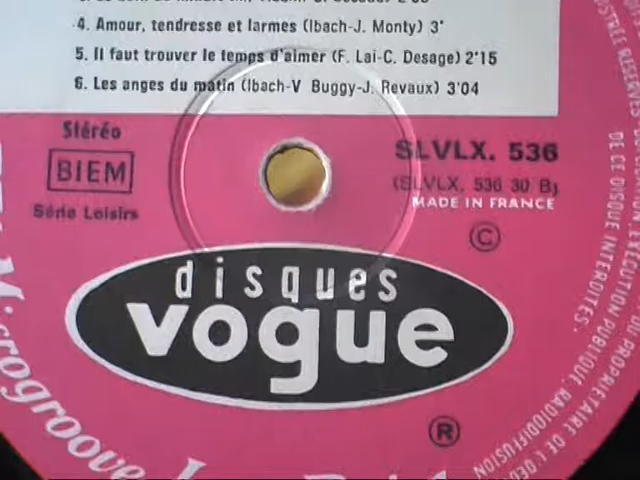 4. Amour, tendresse et larmes (Ibach-J. Monty) 3'
5. Il faut trouver le temps d'aimer (F. Lai-C. Desage) 2'15
6. Les anges du matin (Ibach-V Buggy-J. Revaux) 3'04
Stéréo
BIEM
Série Loisirs
SLVLX. 536
(SLVLX. 536 30 B)
MADE IN FRANCE
©
disques
vogue
®
Microgroove
EXÉCUTION PUBLIQUE, RADIODIFFUSION
DE CE DISQUE INTERDITES.
PROPRIÉTAIRE DE L'